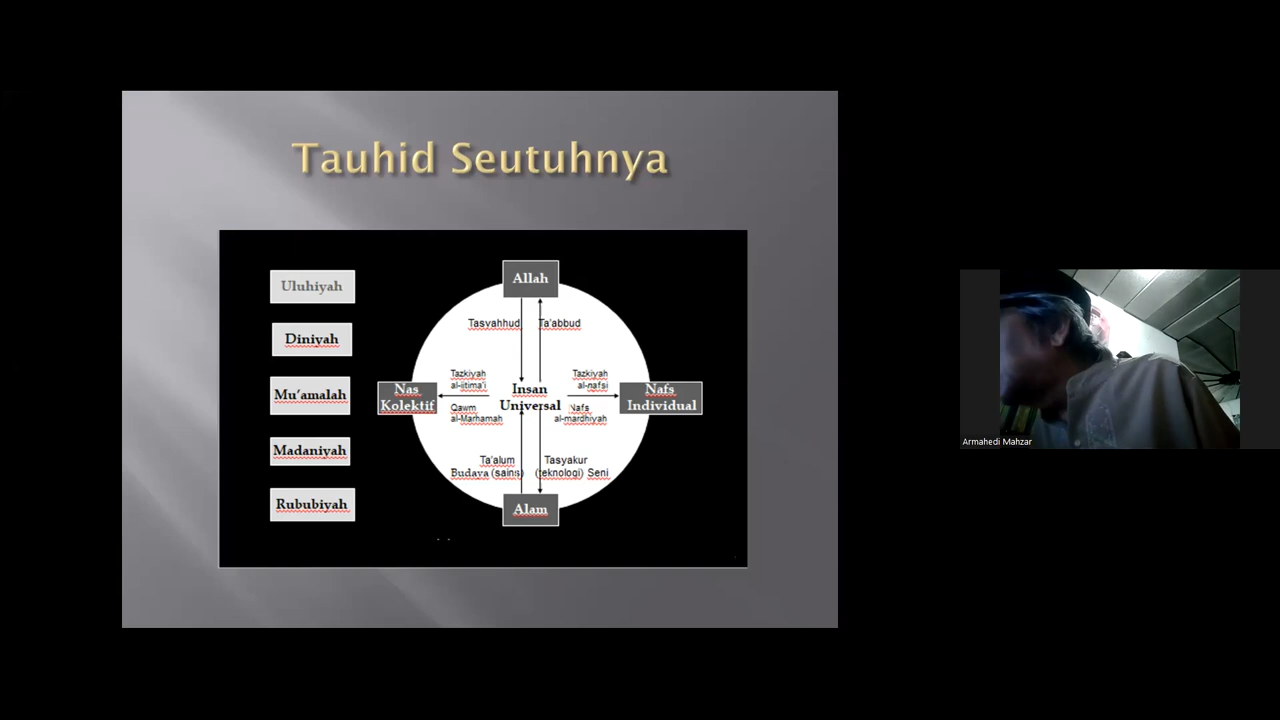 Tauhid Seutuhnya
Uluhiyah
Diniyah
Mu'amalah
Madaniyah
Rububiyah
Allah
Tasyahhud
Ta'abbud
Tazkiyah
al-ijtima'i
Tazkiyah
al-nafsi
Nas
Kolektif
Insan
Universal
Nafs
Individual
Qawm
al-Marhamah
Nafs
al-mardhiyah
Ta'alum
Budaya (sains)
Tasyakur
(teknologi) Seni
Alam
Armahedi Mahzar